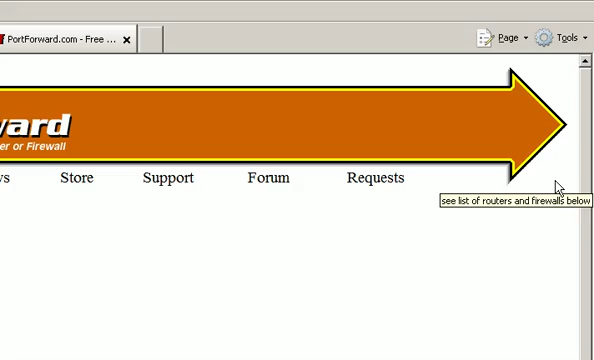 PortForward.com - Free ...
Page
Tools
ward
er or Firewall
ws
Store
Support
Forum
Requests
see list of routers and firewalls below